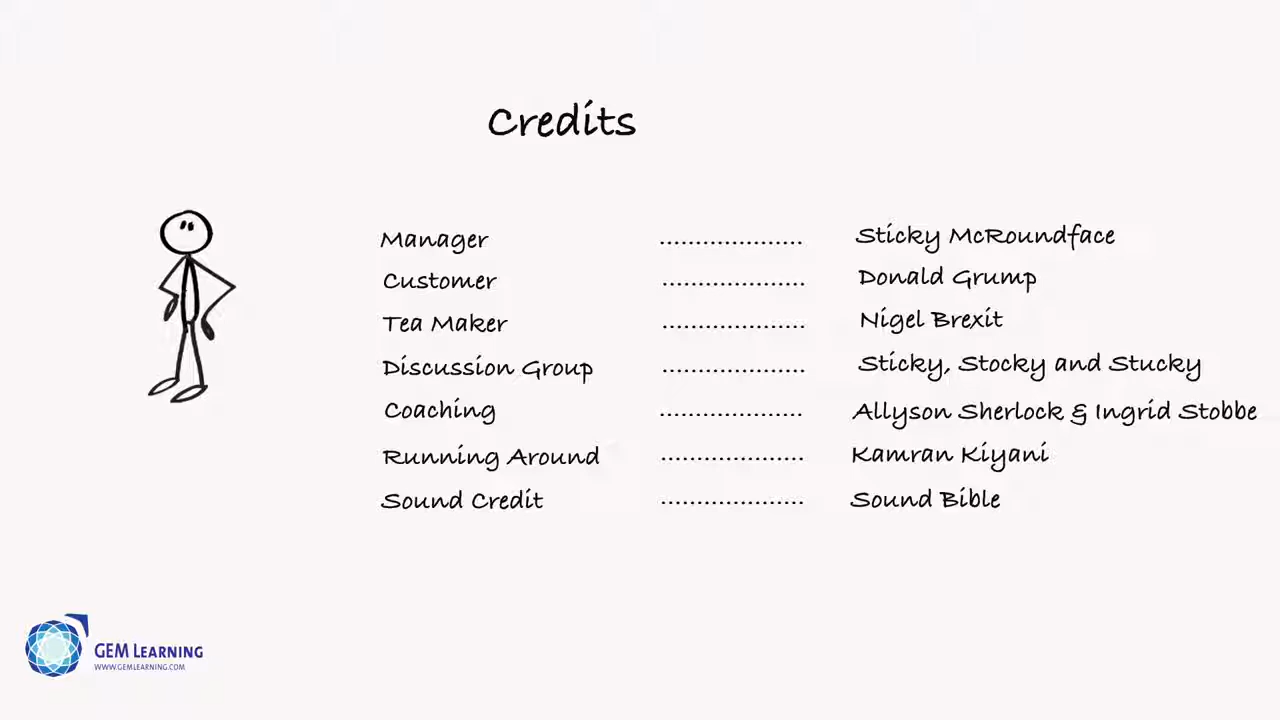 Credits
Manager ..................... Sticky McRoundface
Customer ..................... Donald Grump
Tea Maker ..................... Nigel Brexit
Discussion Group ..................... Sticky, Stocky and Stucky
Coaching ..................... Allyson Sherlock & Ingrid Stobbe
Running Around ..................... Kamran Kiyani
Sound Credit ..................... Sound Bible
GEM LEARNING
WWW.GEMLEARNING.COM